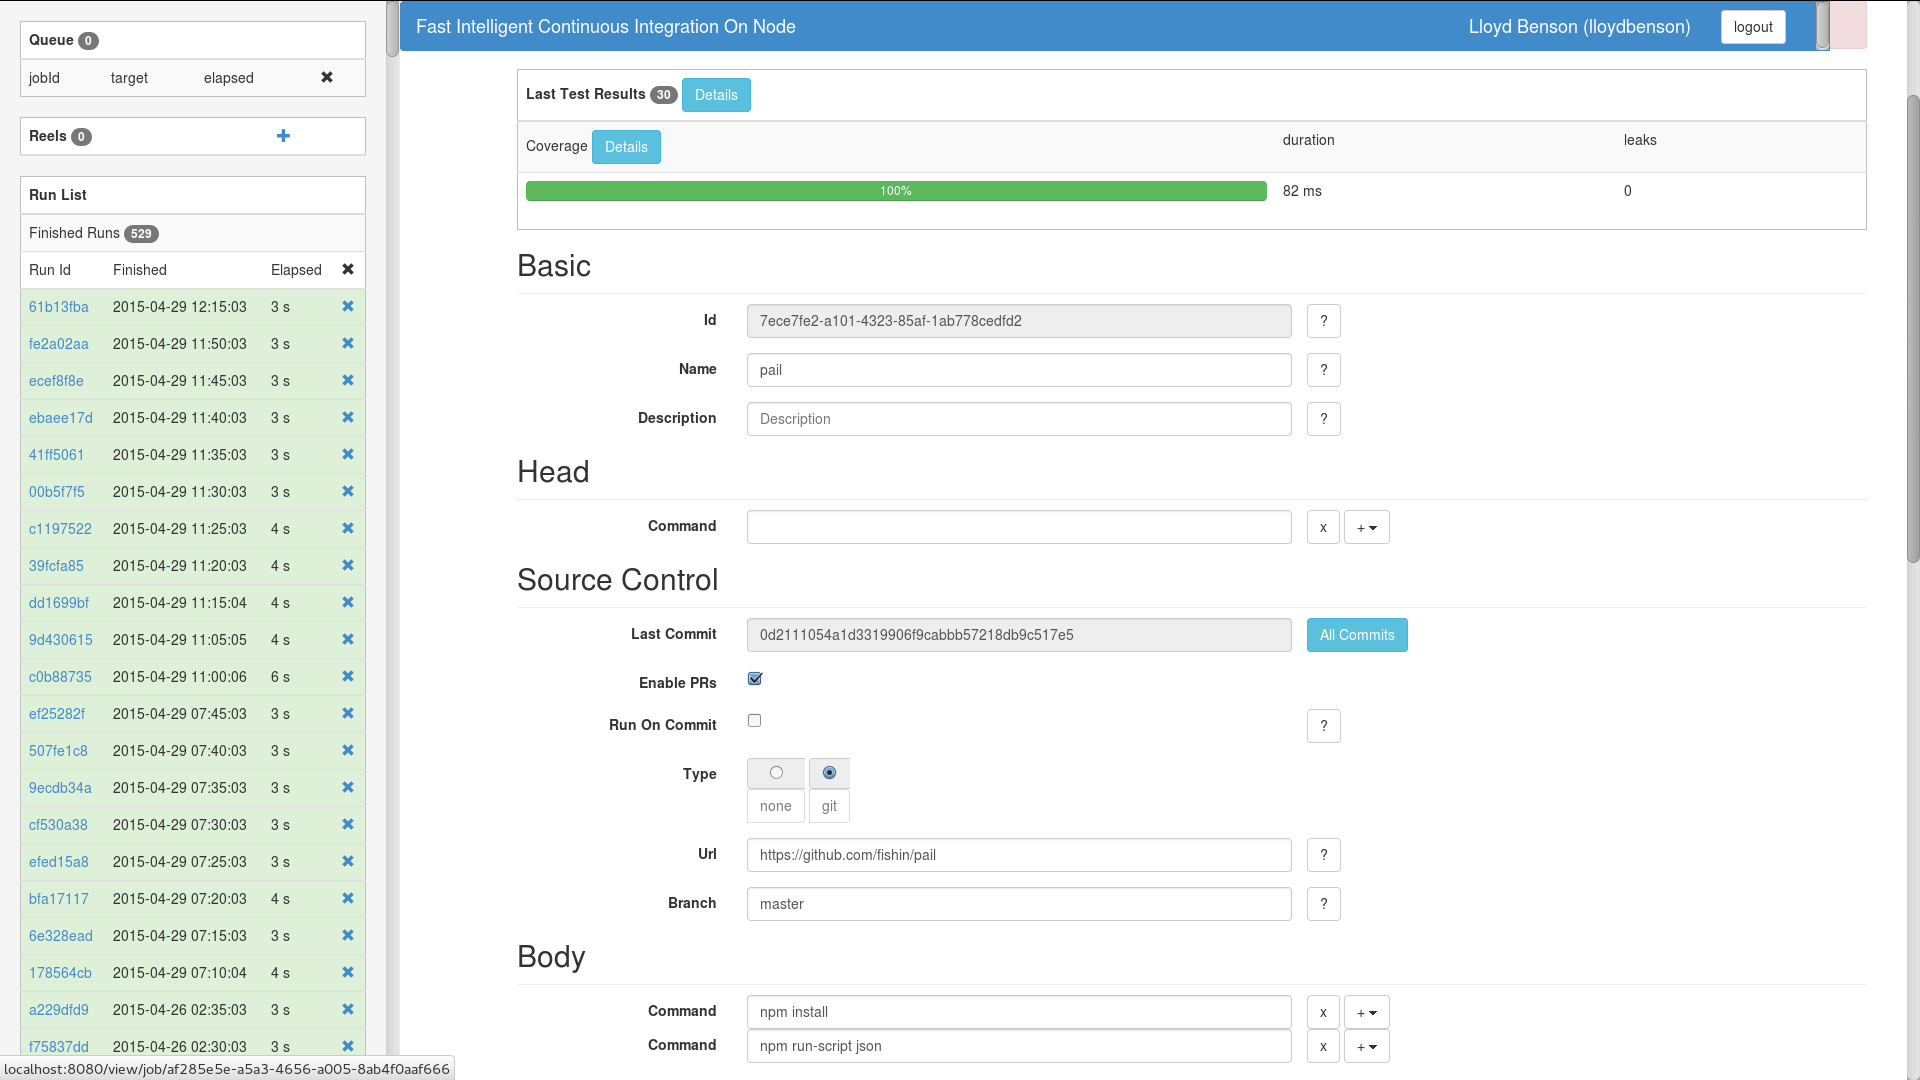 Fast Intelligent Continuous Integration On Node
Lloyd Benson (lloydbenson)
logout
Queue 0
jobId target elapsed ✖
Reels 0 +
Run List
Finished Runs 529
Run Id Finished Elapsed ✖
61b13fba 2015-04-29 12:15:03 3 s ✖
fe2a02aa 2015-04-29 11:50:03 3 s ✖
ecef8f8e 2015-04-29 11:45:03 3 s ✖
ebaee17d 2015-04-29 11:40:03 3 s ✖
41ff5061 2015-04-29 11:35:03 3 s ✖
00b5f7f5 2015-04-29 11:30:03 3 s ✖
c1197522 2015-04-29 11:25:03 4 s ✖
39fcfa85 2015-04-29 11:20:03 4 s ✖
dd1699bf 2015-04-29 11:15:04 4 s ✖
9d430615 2015-04-29 11:05:05 4 s ✖
c0b88735 2015-04-29 11:00:06 6 s ✖
ef25282f 2015-04-29 07:45:03 3 s ✖
507fe1c8 2015-04-29 07:40:03 3 s ✖
9ecdb34a 2015-04-29 07:35:03 3 s ✖
cf530a38 2015-04-29 07:30:03 3 s ✖
efed15a8 2015-04-29 07:25:03 3 s ✖
bfa17117 2015-04-29 07:20:03 4 s ✖
6e328ead 2015-04-29 07:15:03 3 s ✖
178564cb 2015-04-29 07:10:04 4 s ✖
a229dfd9 2015-04-26 02:35:03 3 s ✖
f75837dd 2015-04-26 02:30:03 3 s ✖
localhost:8080/view/job/af285e5e-a5a3-4656-a005-8ab4f0aaf666
Last Test Results 30 Details
Coverage Details duration leaks
100% 82 ms 0
Basic
Id 7ece7fe2-a101-4323-85af-1ab778cedfd2 ?
Name pail ?
Description Description ?
Head
Command x +
Source Control
Last Commit 0d2111054a1d3319906f9cabbb57218db9c517e5 All Commits
Enable PRs
Run On Commit ?
Type
none git
Url https://github.com/fishin/pail ?
Branch master ?
Body
Command npm install x +
Command npm run-script json x +